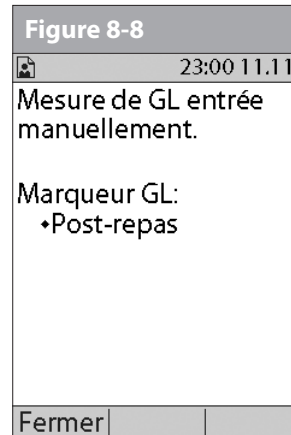 Figure 8-8
23:00 11.11
Mesure de GL entrée
manuellement.
Marqueur GL:
•Post-repas
Fermer